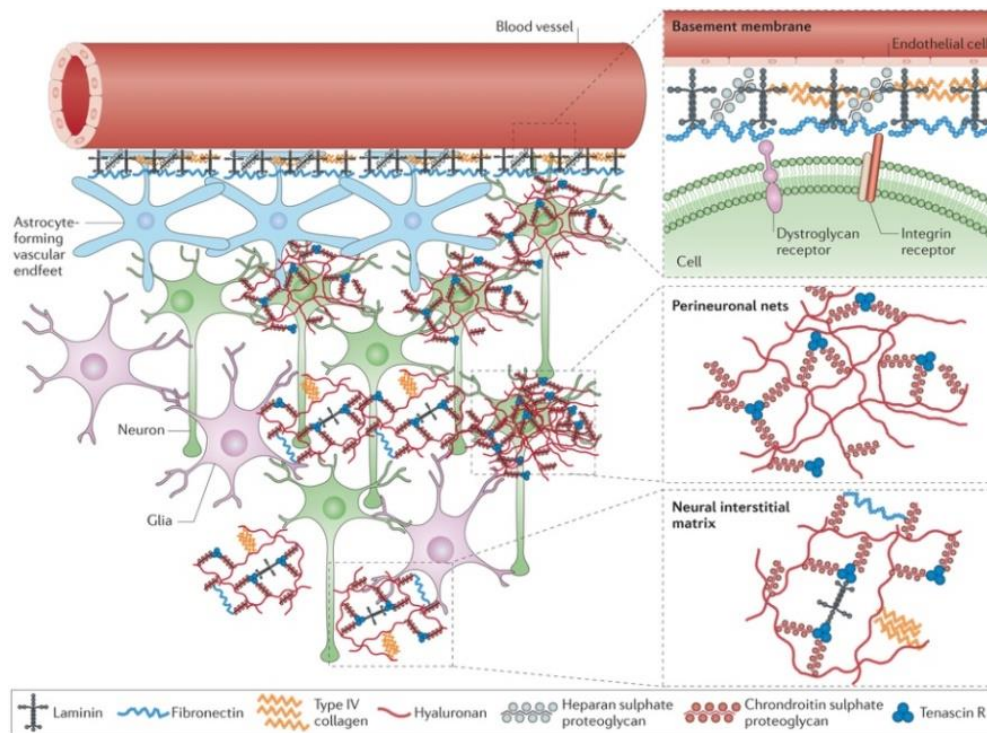 Blood vessel
Basement membrane
Endothelial cell
Astrocyte-
forming
vascular
endfeet
Dystroglycan
receptor
Integrin
receptor
Cell
Perineuronal nets
Neuron
Glia
Neural interstitial
matrix
Laminin
Fibronectin
Type IV
collagen
Hyaluronan
Heparan sulphate
proteoglycan
Chrondroitin sulphate
proteoglycan
Tenascin R